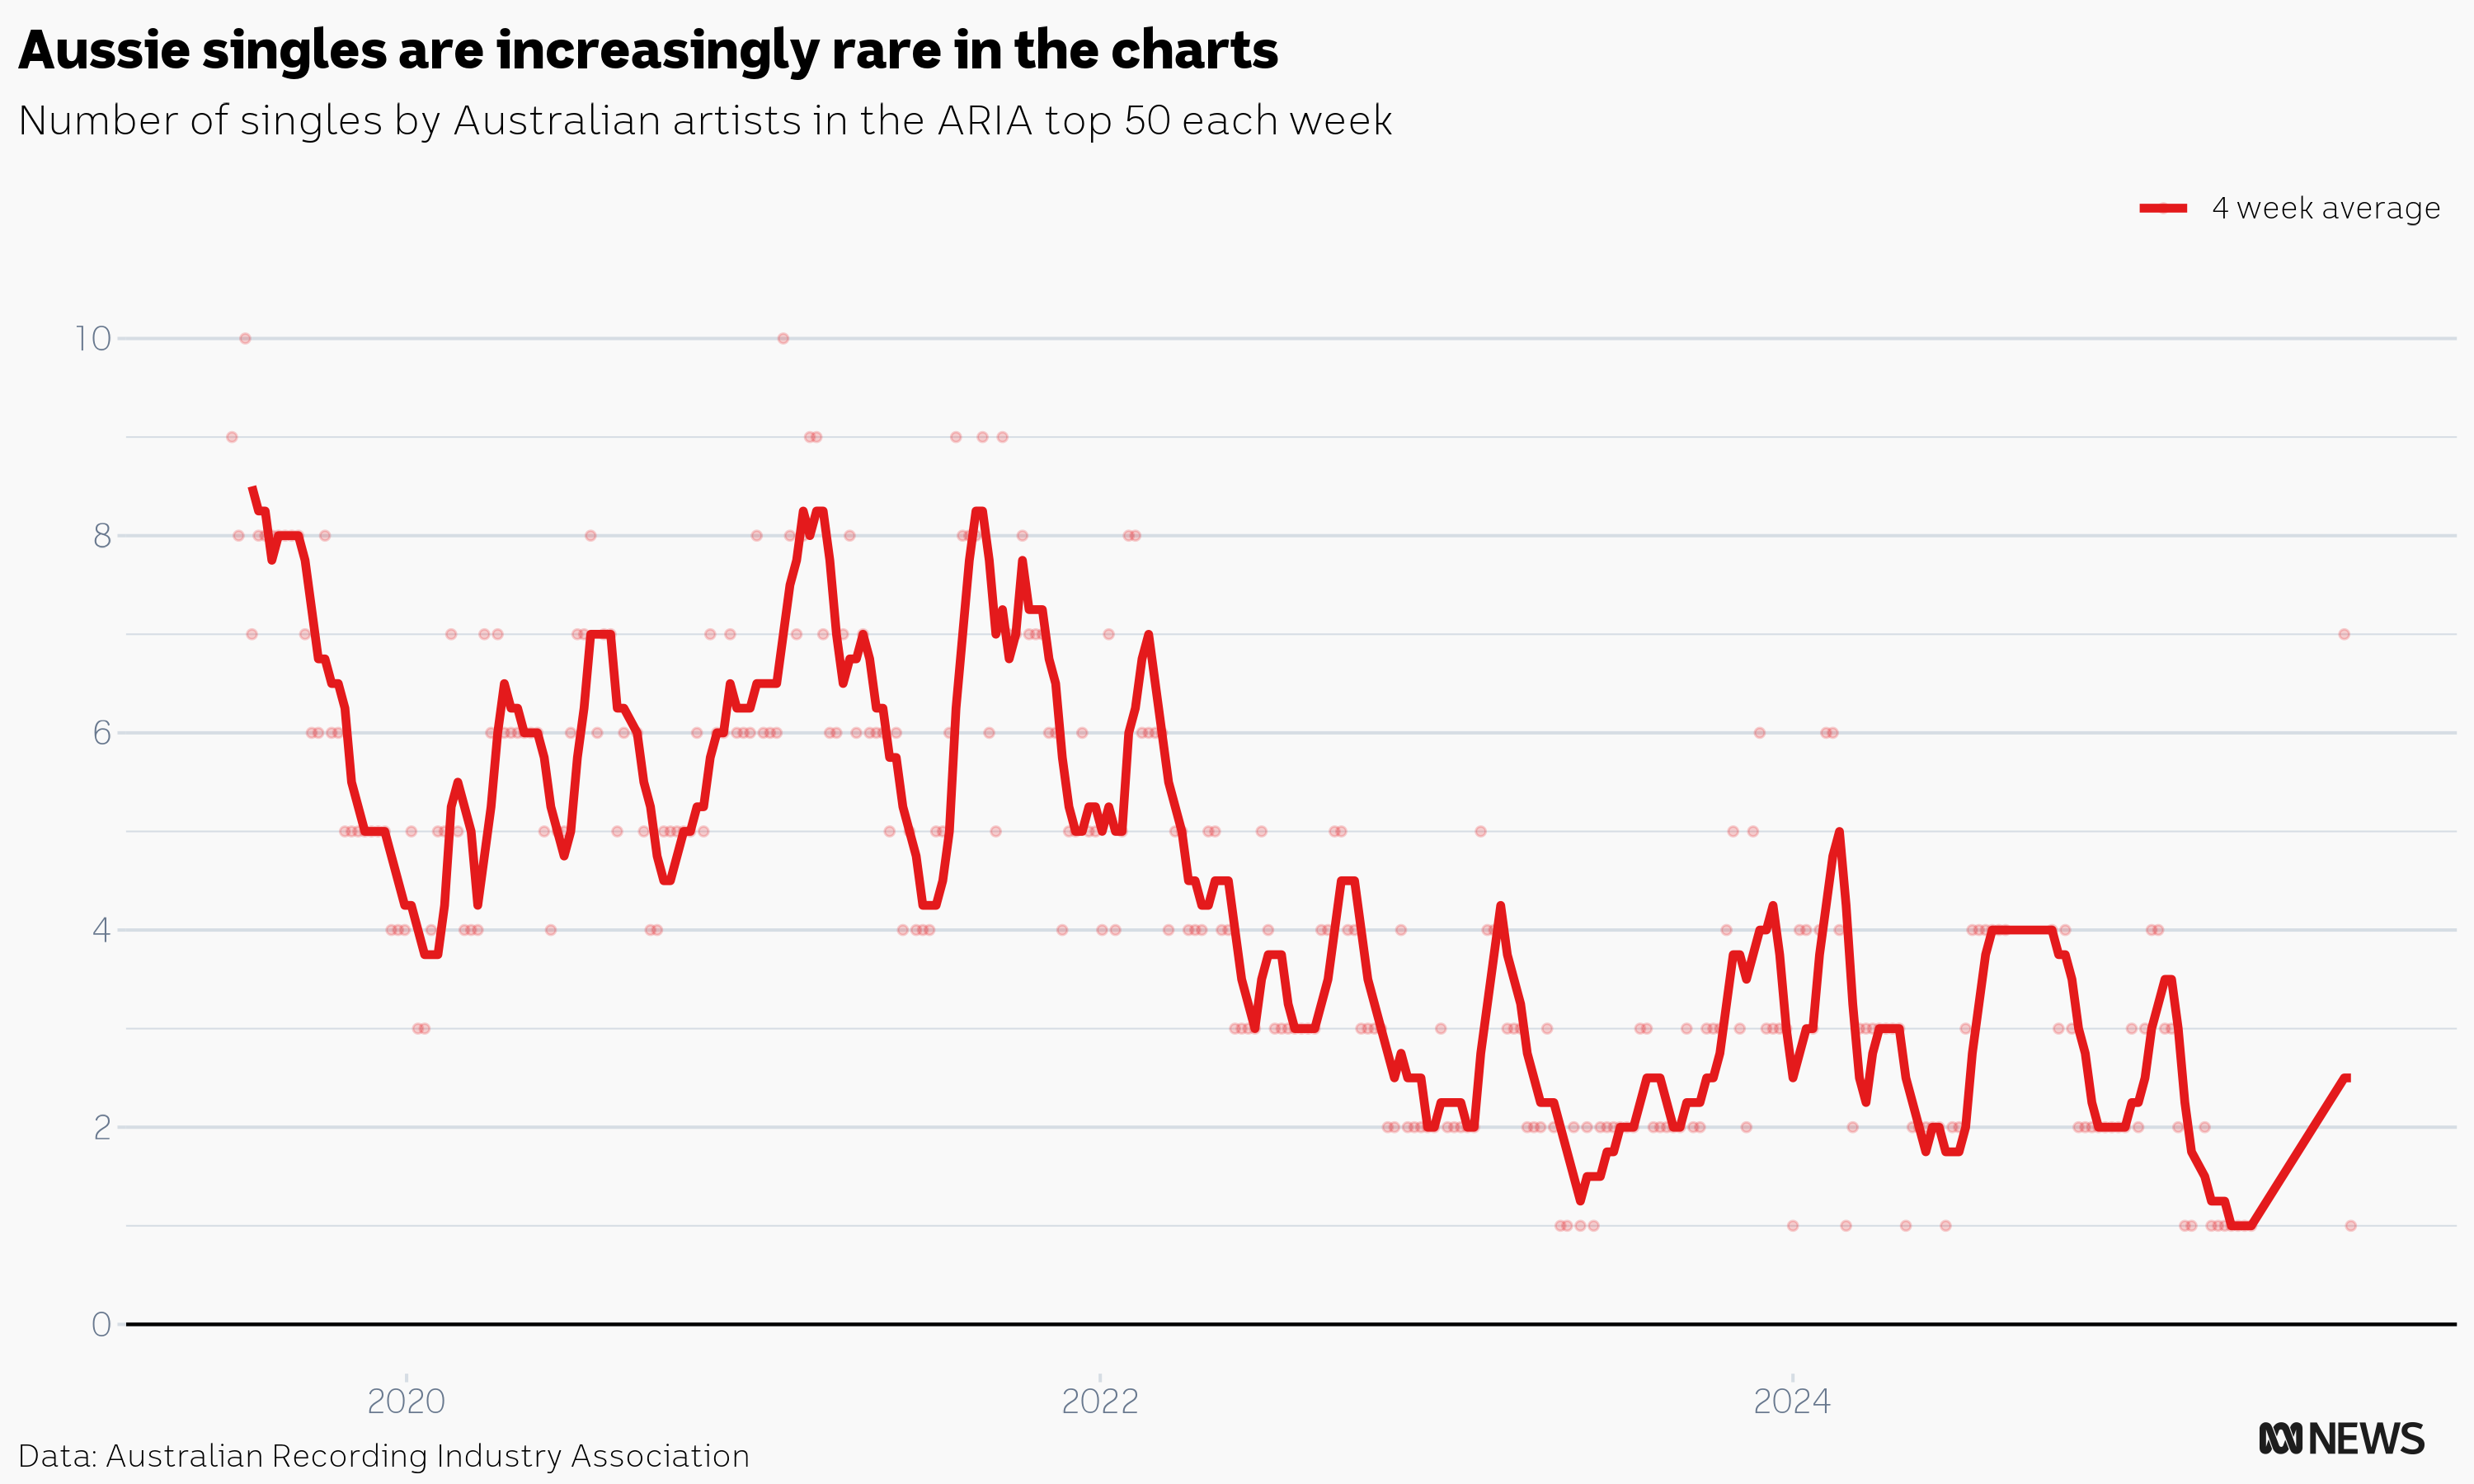 Aussie singles are increasingly rare in the charts
Number of singles by Australian artists in the ARIA top 50 each week
4 week average
10
8
6
4
2
0
2020 2022 2024
Data: Australian Recording Industry Association
NEWS